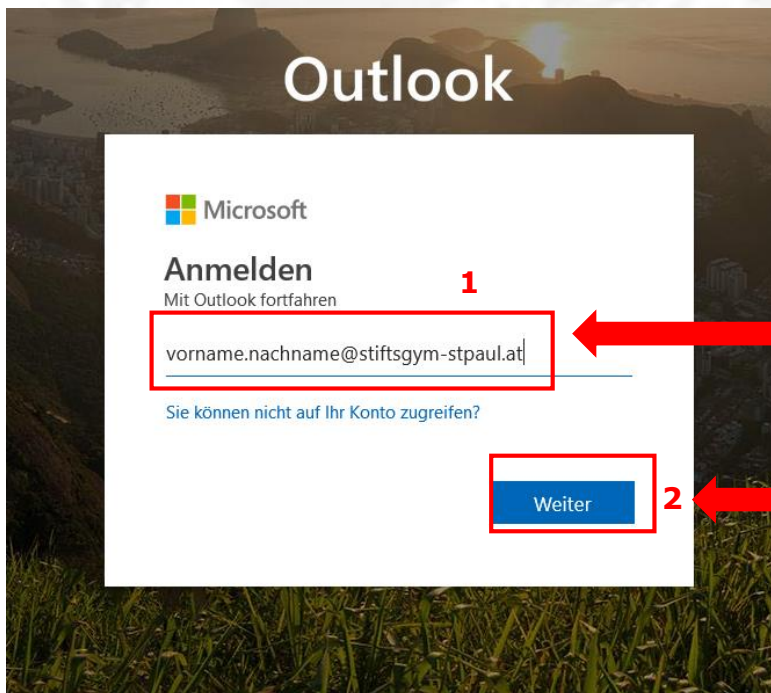 Outlook
Microsoft
Anmelden
Mit Outlook fortfahren
1
vorname.nachname@stiftsgym-stpaul.at
Sie können nicht auf Ihr Konto zugreifen?
Weiter
2